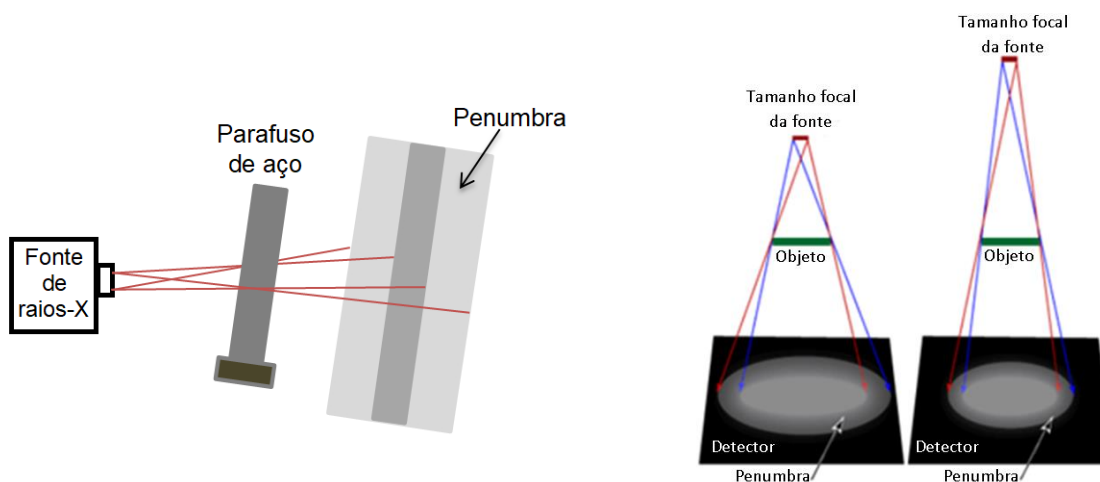 Fonte
de
raios-X
Parafuso
de aço
Penumbra
Tamanho focal
da fonte
Objeto
Detector
Penumbra
Tamanho focal
da fonte
Objeto
Detector
Penumbra